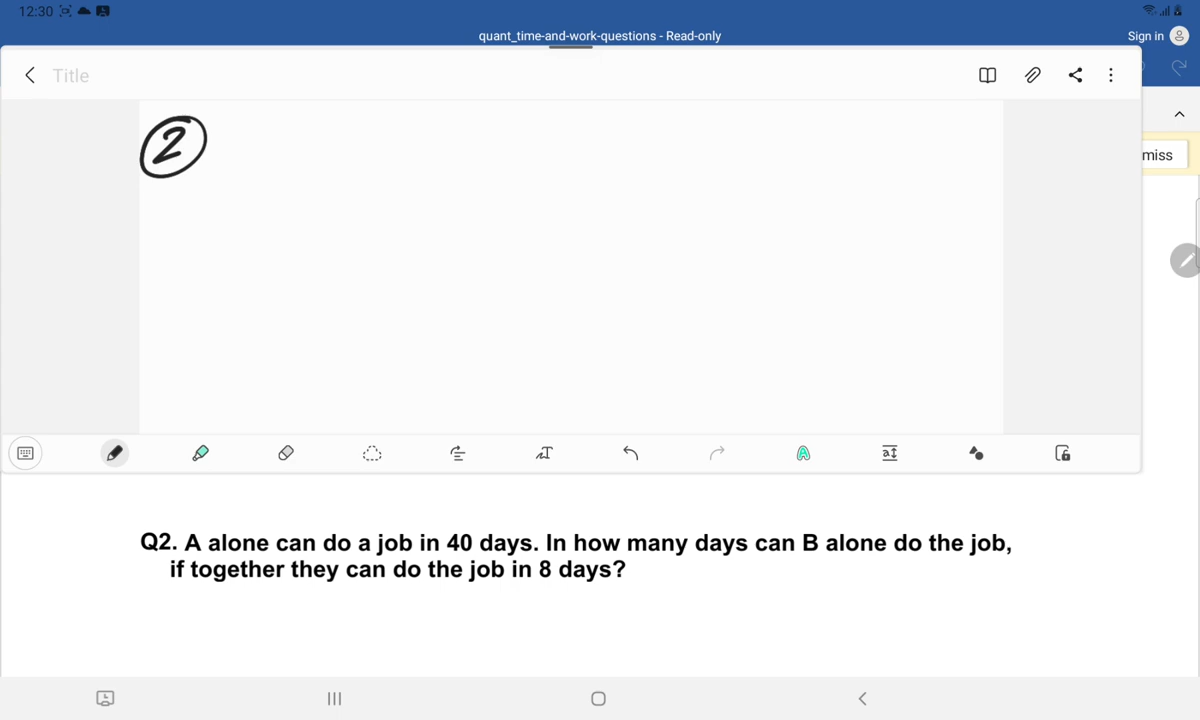 12:30
quant_time-and-work-questions - Read-only
Sign in
Title
2
miss
Q2. A alone can do a job in 40 days. In how many days can B alone do the job,
if together they can do the job in 8 days?